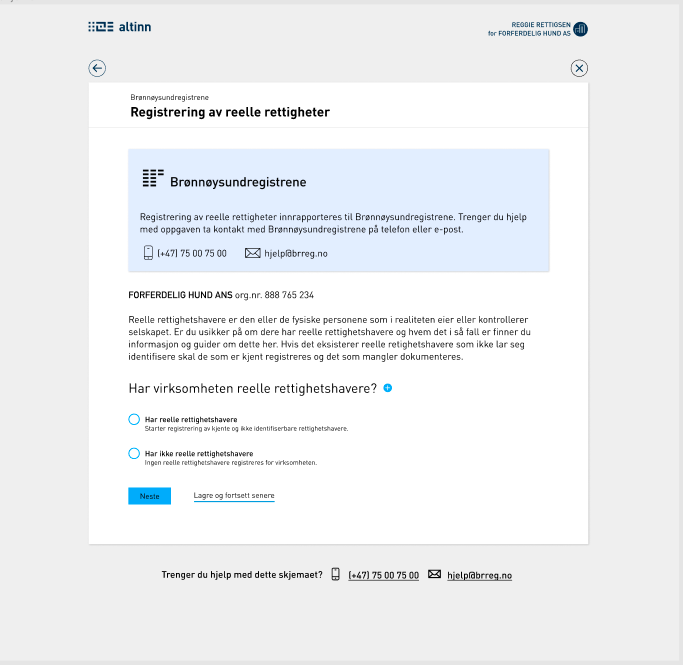 altinn
REGGIE RETTIGSEN
for FORFERDELIG HUND AS
Brønnøysundregistrene
Registrering av reelle rettigheter
Brønnøysundregistrene
Registrering av reelle rettigheter innrapporteres til Brønnøysundregistrene. Trenger du hjelp
med oppgaven ta kontakt med Brønnøysundregistrene på telefon eller e-post.
(+47) 75 00 75 00 hjelp@brreg.no
FORFERDELIG HUND ANS org.nr. 888 765 234
Reelle rettighetshavere er den eller de fysiske personene som i realiteten eier eller kontrollerer
selskapet. Er du usikker på om dere har reelle rettighetshavere og hvem det i så fall er finner du
informasjon og guider om dette her. Hvis det eksisterer reelle retighetshavere som ikke lar seg
identifisere skal de som er kjent registreres og det som mangler dokumenteres.
Har virksomheten reelle rettighetshavere?
Har reelle rettighetshavere
Starter registrering av kjente og ikke identifiserbare rettighetshavere.
Har ikke reelle rettighetshavere
Ingen reelle rettighetshavere registreres for virksomheten.
Neste Lagre og fortsett senere
Trenger du hjelp med dette skjemaet? (+47) 75 00 75 00 hjelp@brreg.no